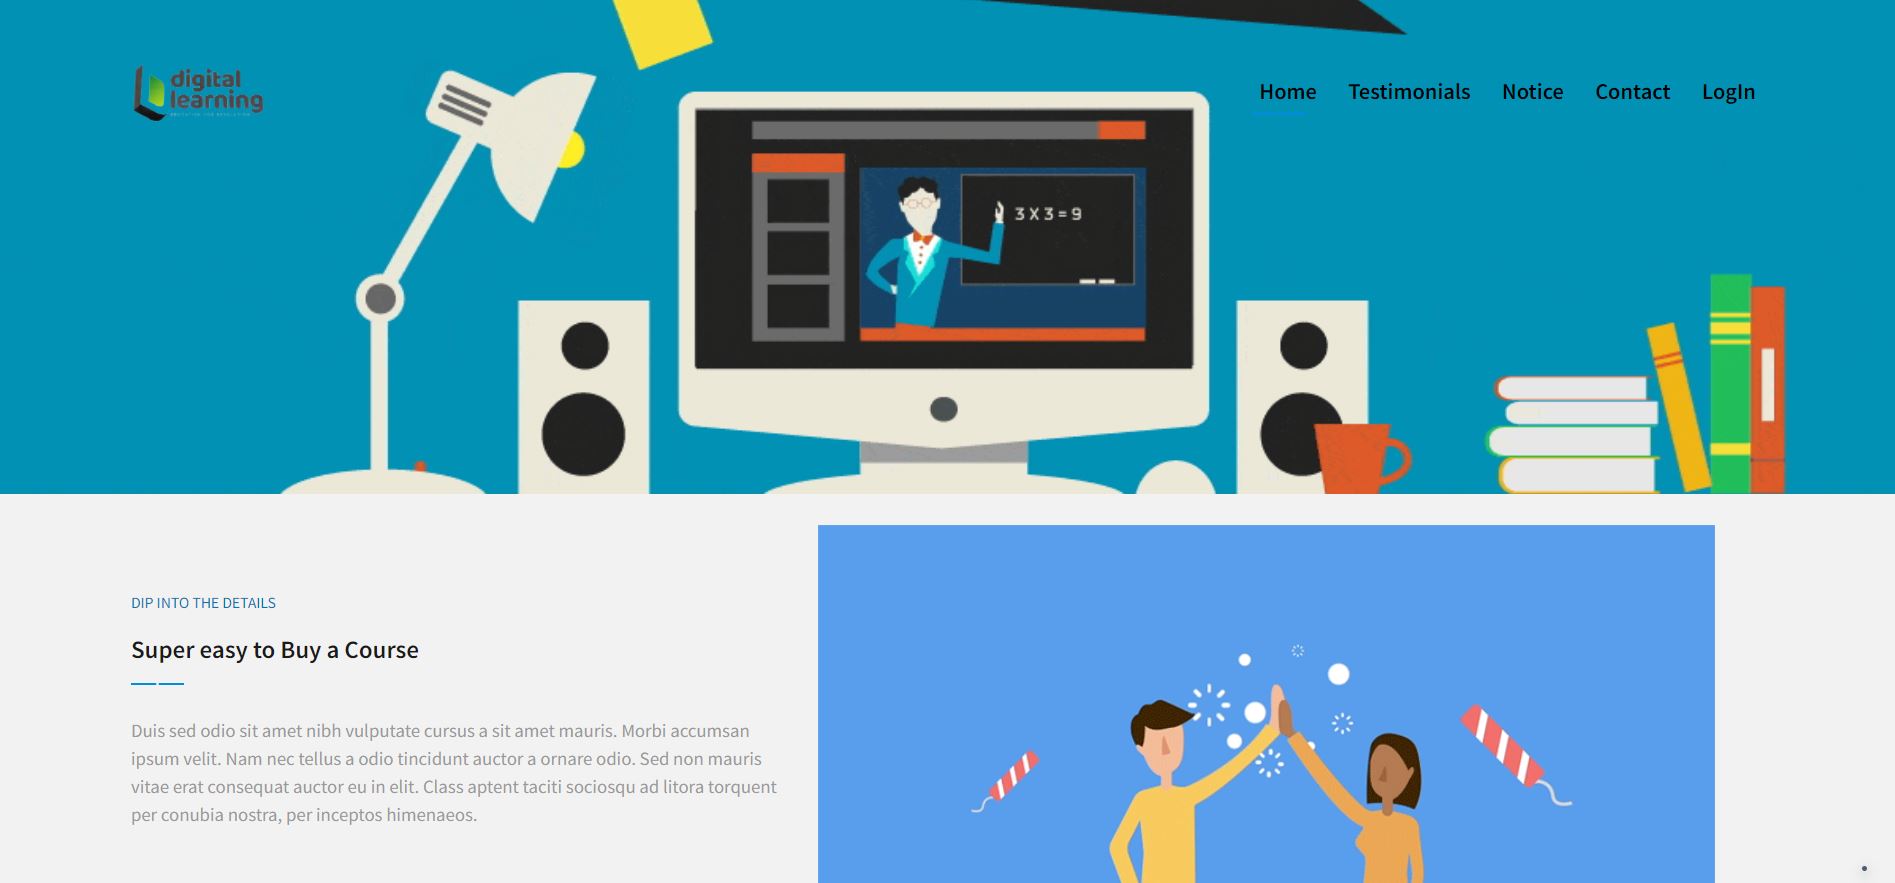 digital
learning
Home Testimonials Notice Contact LogIn
3 X 3 = 9
DIP INTO THE DETAILS
Super easy to Buy a Course
Duis sed odio sit amet nibh vulputate cursus a sit amet mauris. Morbi accumsan
ipsum velit. Nam nec tellus a odio tincidunt auctor a ornare odio. Sed non mauris
vitae erat consequat auctor eu in elit. Class aptent taciti sociosqu ad litora torquent
per conubia nostra, per inceptos himenaeos.